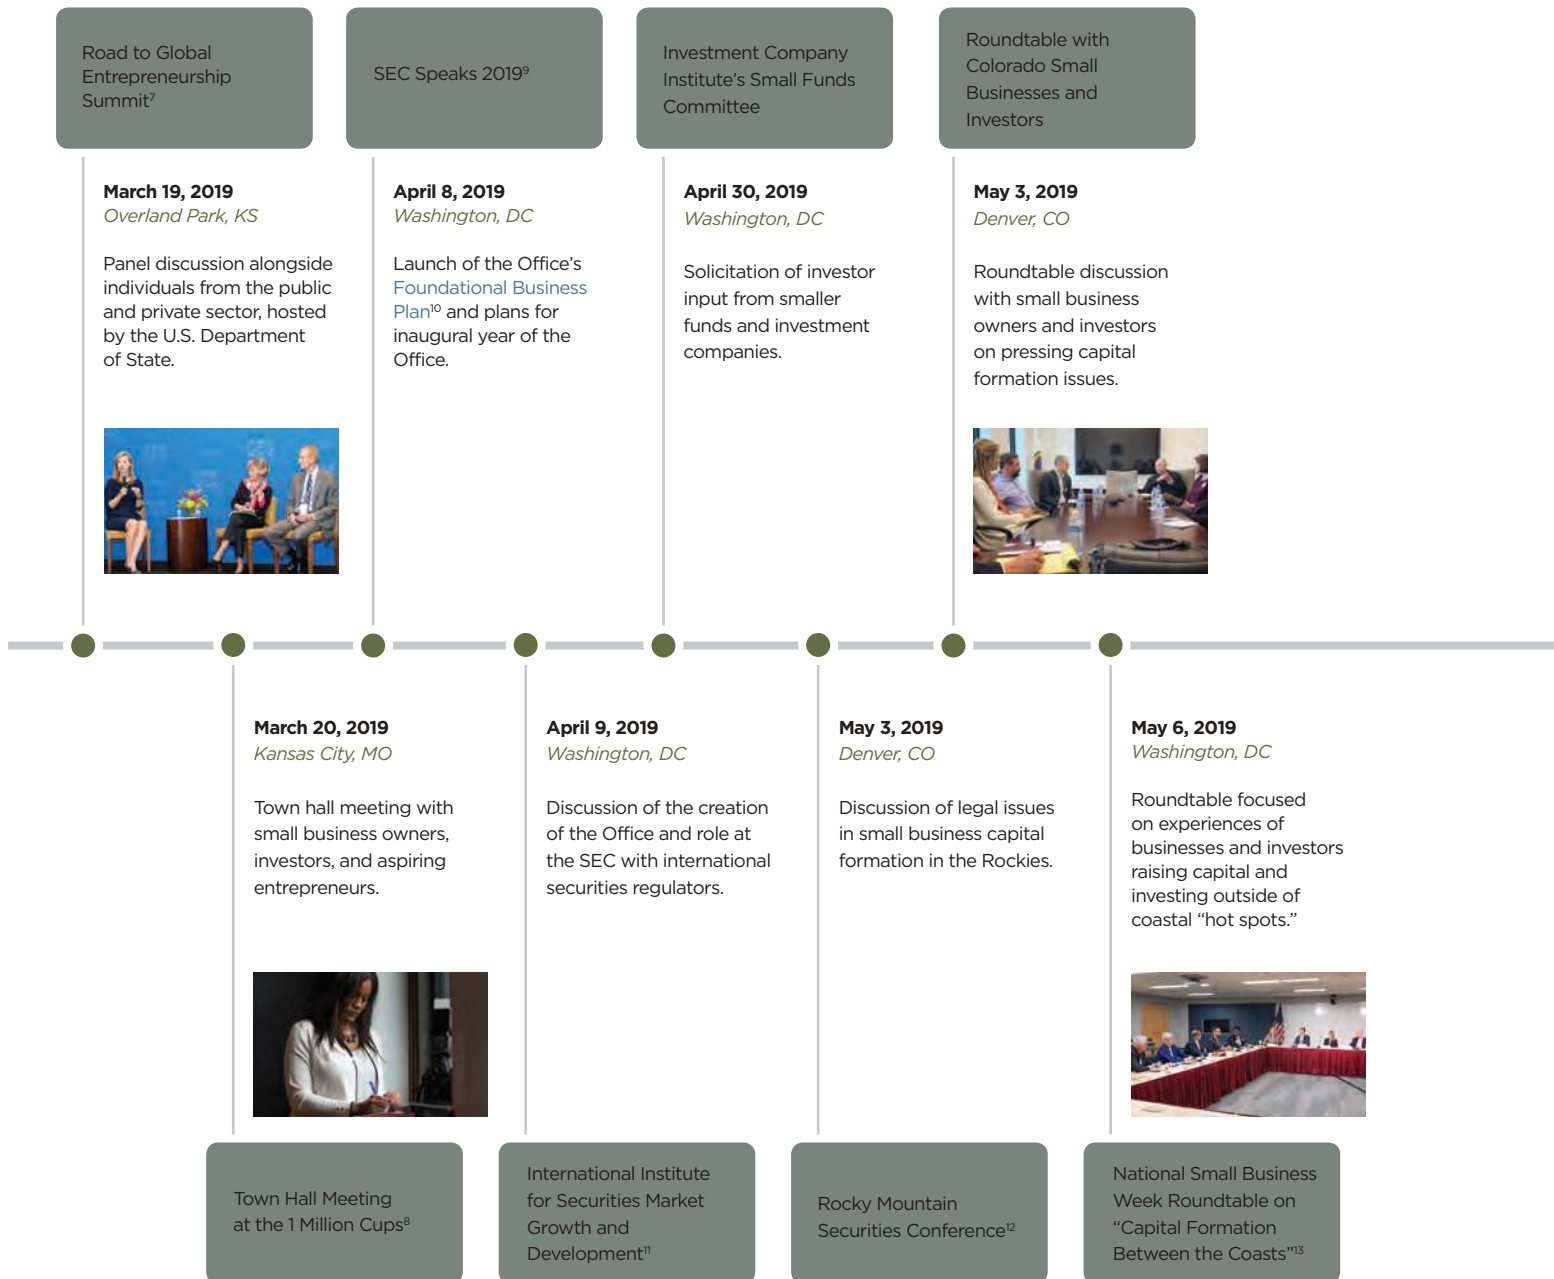 Road to Global
Entrepreneurship
Summit⁷
SEC Speaks 2019⁹
Investment Company
Institute’s Small Funds
Committee
Roundtable with
Colorado Small
Businesses and
Investors
March 19, 2019
Overland Park, KS
Panel discussion alongside
individuals from the public
and private sector, hosted
by the U.S. Department
of State.
April 8, 2019
Washington, DC
Launch of the Office’s
Foundational Business
Plan¹⁰ and plans for
inaugural year of the
Office.
April 30, 2019
Washington, DC
Solicitation of investor
input from smaller
funds and investment
companies.
May 3, 2019
Denver, CO
Roundtable discussion
with small business
owners and investors
on pressing capital
formation issues.
March 20, 2019
Kansas City, MO
Town hall meeting with
small business owners,
investors, and aspiring
entrepreneurs.
April 9, 2019
Washington, DC
Discussion of the creation
of the Office and role at
the SEC with international
securities regulators.
May 3, 2019
Denver, CO
Discussion of legal issues
in small business capital
formation in the Rockies.
May 6, 2019
Washington, DC
Roundtable focused
on experiences of
businesses and investors
raising capital and
investing outside of
coastal “hot spots.”
Town Hall Meeting
at the 1 Million Cups⁸
International Institute
for Securities Market
Growth and
Development¹¹
Rocky Mountain
Securities Conference¹²
National Small Business
Week Roundtable on
“Capital Formation
Between the Coasts”¹³